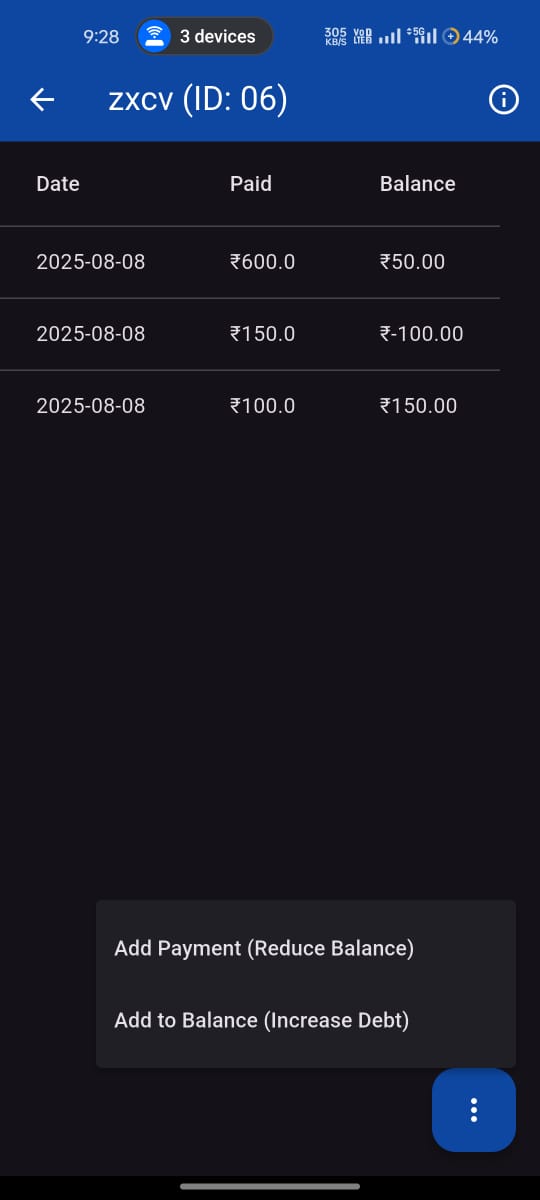 9:28 3 devices 305 KB/S VoD LTEB 5G 44%
zxcv (ID: 06)
Date Paid Balance
2025-08-08 ₹600.0 ₹50.00
2025-08-08 ₹150.0 ₹-100.00
2025-08-08 ₹100.0 ₹150.00
Add Payment (Reduce Balance)
Add to Balance (Increase Debt)